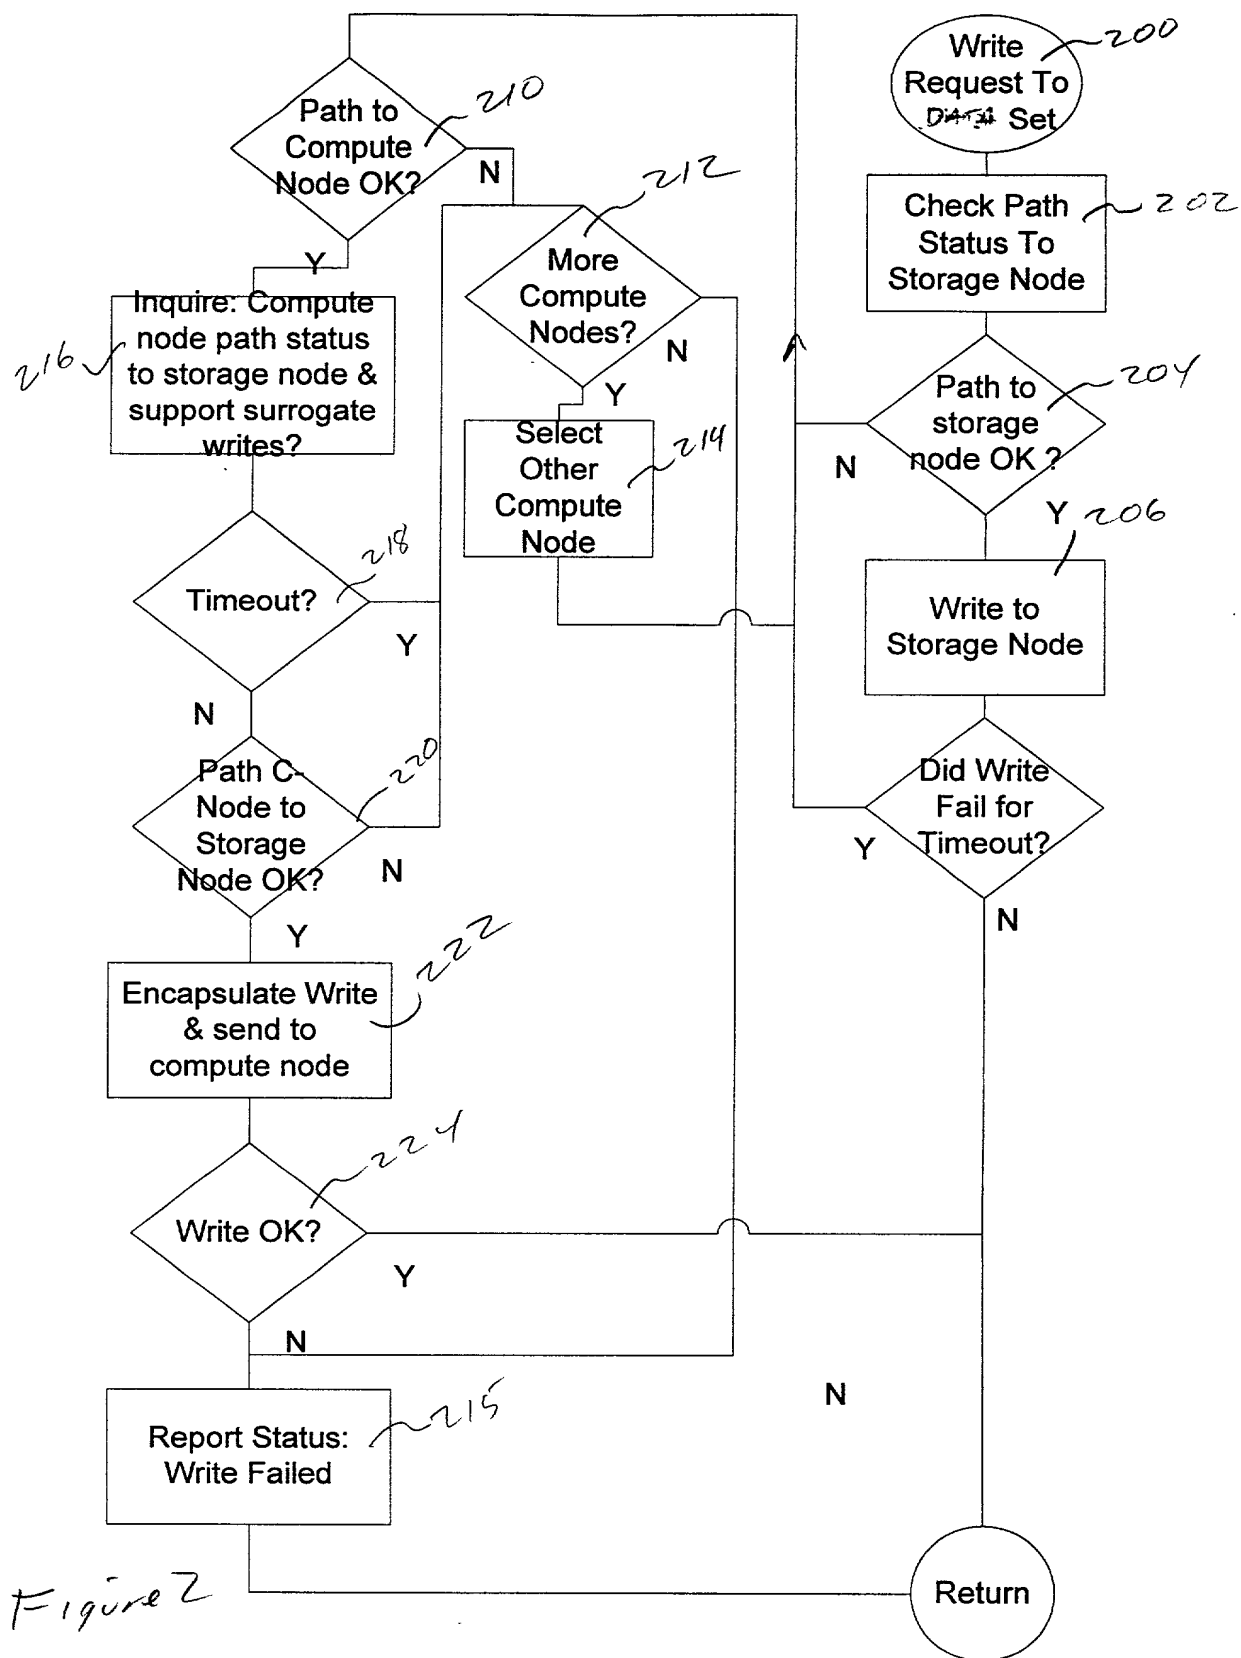 Write
Request To
DATA Set
200
Check Path
Status To
Storage Node
202
Path to
storage
node OK ?
204
N
Y
206
Write to
Storage Node
Did Write
Fail for
Timeout?
Y
N
Path to
Compute
Node OK?
210
N
Y
More
Compute
Nodes?
212
N
Y
Select
Other
Compute
Node
214
Inquire: Compute
node path status
to storage node &
support surrogate
writes?
216
Timeout?
218
Y
N
Path C-
Node to
Storage
Node OK?
220
N
Y
Encapsulate Write
& send to
compute node
222
Write OK?
224
Y
N
Report Status:
Write Failed
215
N
Return
Figure 2